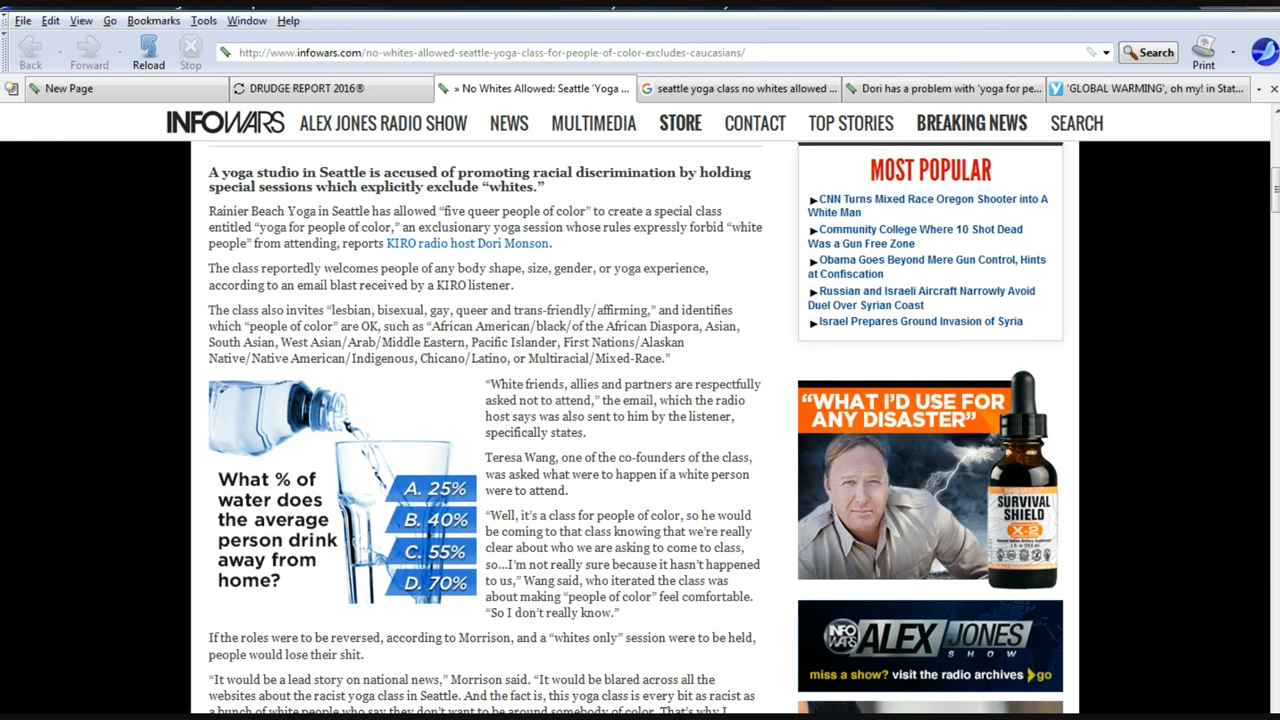 File Edit View Go Bookmarks Tools Window Help
http://www.infowars.com/no-whites-allowed-seattle-yoga-class-for-people-of-color-excludes-caucasians/
Search
Back Forward Reload Stop
Print
New Page
DRUDGE REPORT 2016®
» No Whites Allowed: Seattle 'Yoga ...
seattle yoga class no whites allowed ...
Dori has a problem with 'yoga for pe...
'GLOBAL WARMING', oh my! in Stat...
INFOWARS ALEX JONES RADIO SHOW NEWS MULTIMEDIA STORE CONTACT TOP STORIES BREAKING NEWS SEARCH
A yoga studio in Seattle is accused of promoting racial discrimination by holding
special sessions which explicitly exclude “whites.”
Rainier Beach Yoga in Seattle has allowed “five queer people of color” to create a special class
entitled “yoga for people of color,” an exclusionary yoga session whose rules expressly forbid “white
people” from attending, reports KIRO radio host Dori Monson.
The class reportedly welcomes people of any body shape, size, gender, or yoga experience,
according to an email blast received by a KIRO listener.
The class also invites “lesbian, bisexual, gay, queer and trans-friendly/affirming,” and identifies
which “people of color” are OK, such as “African American/black/of the African Diaspora, Asian,
South Asian, West Asian/Arab/Middle Eastern, Pacific Islander, First Nations/Alaskan
Native/Native American/Indigenous, Chicano/Latino, or Multiracial/Mixed-Race.”
What % of
water does
the average
person drink
away from
home?
A. 25%
B. 40%
C. 55%
D. 70%
“White friends, allies and partners are respectfully
asked not to attend,” the email, which the radio
host says was also sent to him by the listener,
specifically states.
Teresa Wang, one of the co-founders of the class,
was asked what were to happen if a white person
were to attend.
“Well, it’s a class for people of color, so he would
be coming to that class knowing that we’re really
clear about who we are asking to come to class,
so...I’m not really sure because it hasn’t happened
to us,” Wang said, who iterated the class was
about making “people of color” feel comfortable.
“So I don’t really know.”
If the roles were to be reversed, according to Morrison, and a “whites only” session were to be held,
people would lose their shit.
“It would be a lead story on national news,” Morrison said. “It would be blared across all the
websites about the racist yoga class in Seattle. And the fact is, this yoga class is every bit as racist as
a bunch of white people who say they don’t want to be around somebody of color. That’s why I
MOST POPULAR
CNN Turns Mixed Race Oregon Shooter into A
White Man
Community College Where 10 Shot Dead
Was a Gun Free Zone
Obama Goes Beyond Mere Gun Control, Hints
at Confiscation
Russian and Israeli Aircraft Narrowly Avoid
Duel Over Syrian Coast
Israel Prepares Ground Invasion of Syria
“WHAT I’D USE FOR
ANY DISASTER”
SURVIVAL
SHIELD
X-2
INFO
WARS
ALEX JONES
SHOW
miss a show? visit the radio archives go